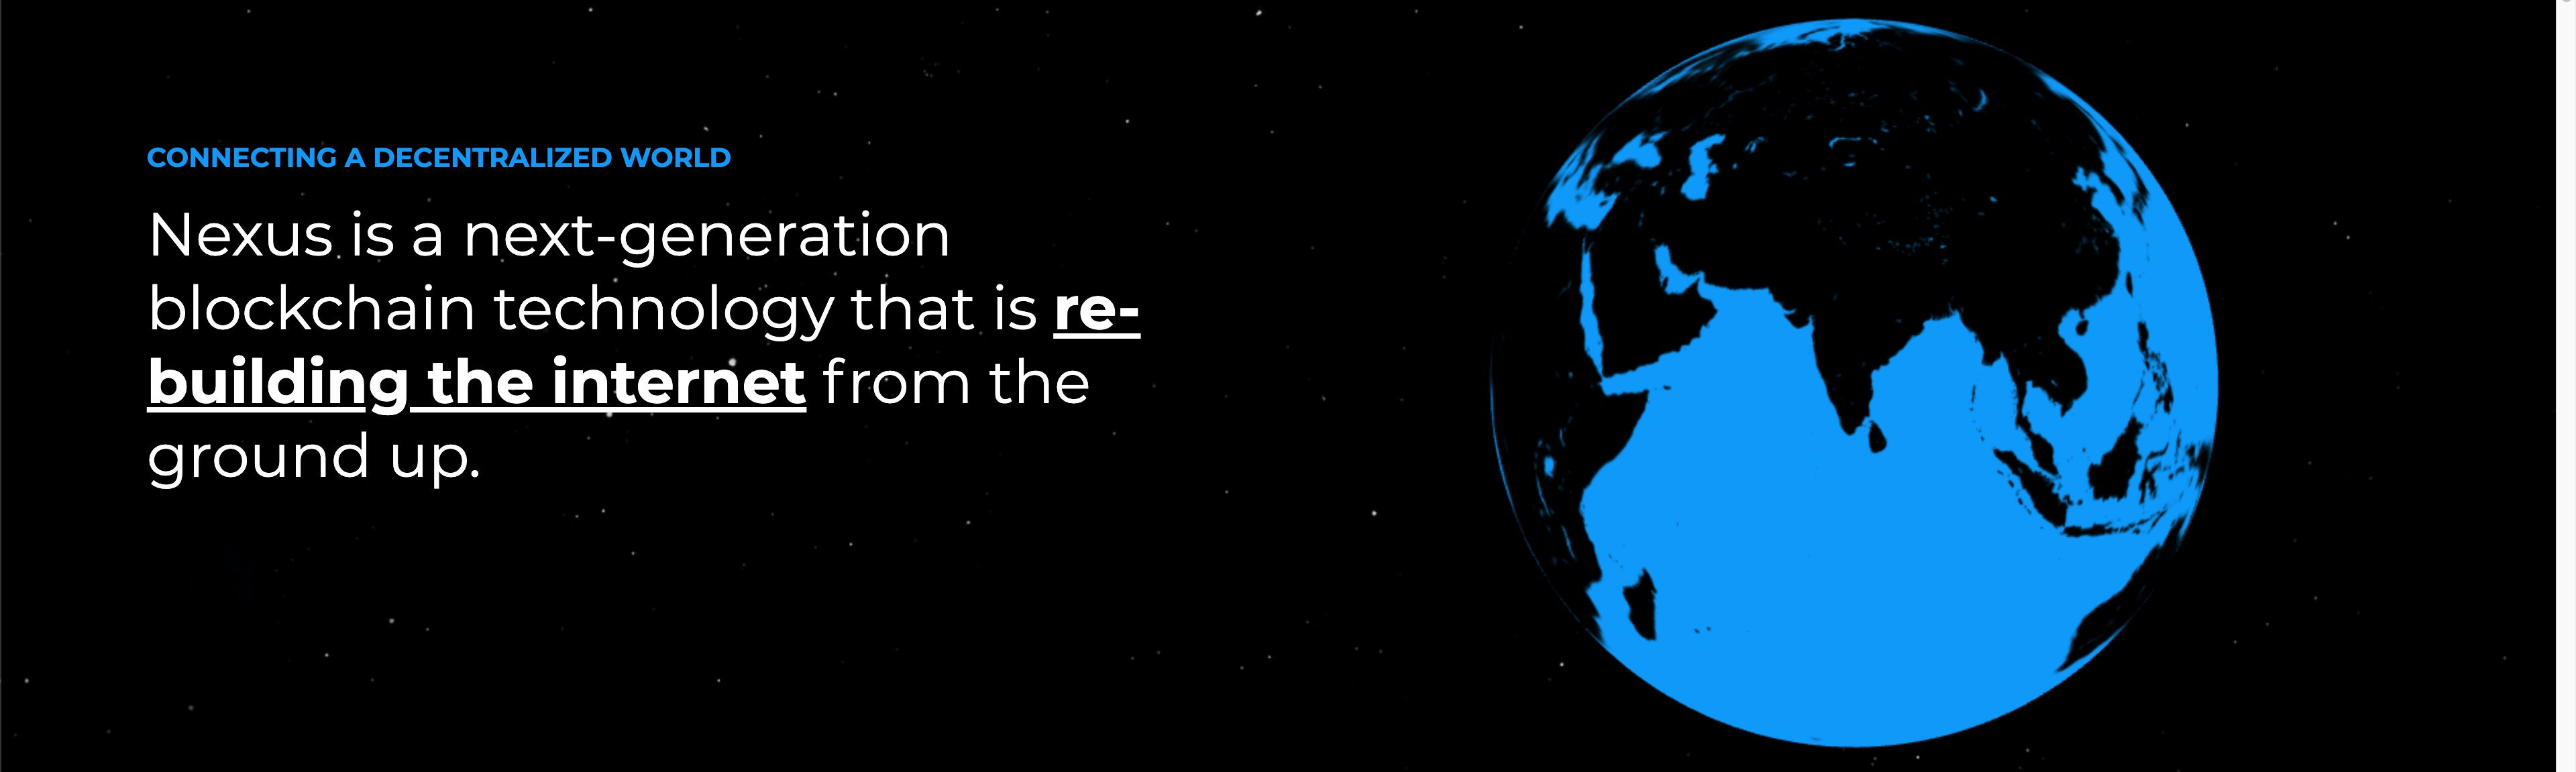 CONNECTING A DECENTRALIZED WORLD
Nexus is a next-generation
blockchain technology that is re-
building the internet from the
ground up.